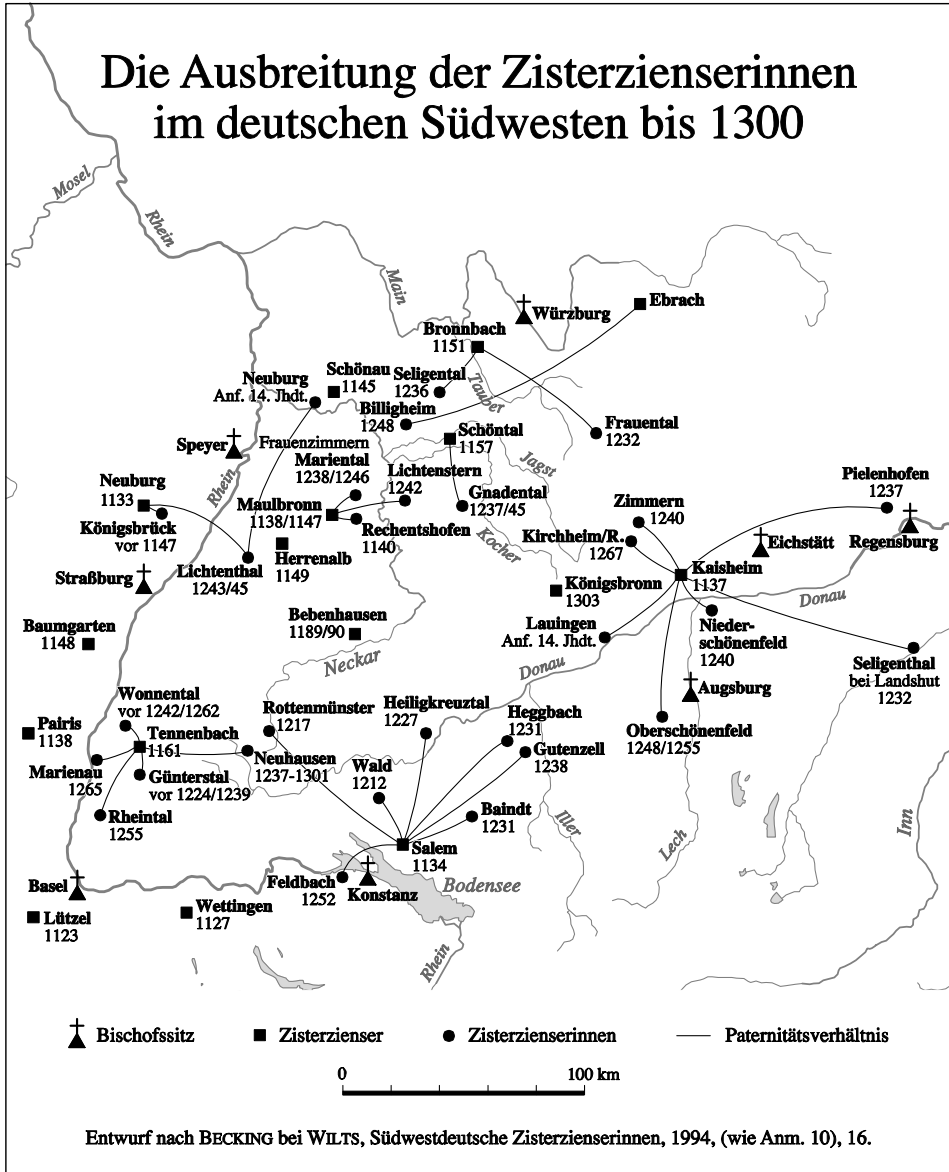 Die Ausbreitung der Zisterzienserinnen
im deutschen Südwesten bis 1300
Mosel
Rhein
Main
Würzburg
Ebrach
Bronnbach
1151
Schönau
1145
Seligental
1236
Tauber
Neuburg
Anf. 14. Jhdt.
Billigheim
1248
Frauental
1232
Schöntal
1157
Speyer
Frauenzimmern
Mariental
1238/1246
Lichtenstern
1242
Jagst
Rhein
Neuburg
1133
Königsbrück
vor 1147
Maulbronn
1138/1147
Rechentshofen
1140
Gnadental
1237/45
Kocher
Zimmern
1240
Kirchheim/R.
1267
Pielenhofen
1237
Eichstätt
Regensburg
Herrenalb
1149
Lichtenthal
1243/45
Straßburg
Königsbronn
1303
Kaisheim
1137
Donau
Baumgarten
1148
Bebenhausen
1189/90
Neckar
Lauingen
Anf. 14. Jhdt.
Nieder-
schönenfeld
1240
Donau
Seligenthal
bei Landshut
1232
Augsburg
Oberschönenfeld
1248/1255
Wonnental
vor 1242/1262
Rottenmünster
1217
Heiligkreuztal
1227
Heggbach
1231
Gutenzell
1238
Pairis
1138
Tennenbach
1161
Marienau
1265
Günterstal
vor 1224/1239
Neuhausen
1237-1301
Wald
1212
Baindt
1231
Rheintal
1255
Iller
Lech
Inn
Salem
1134
Feldbach
1252
Konstanz
Bodensee
Basel
Lützel
1123
Wettingen
1127
Rhein
Bischofssitz
Zisterzienser
Zisterzienserinnen
Paternitätsverhältnis
0
100 km
Entwurf nach BECKING bei WILTS, Südwestdeutsche Zisterzienserinnen, 1994, (wie Anm. 10), 16.